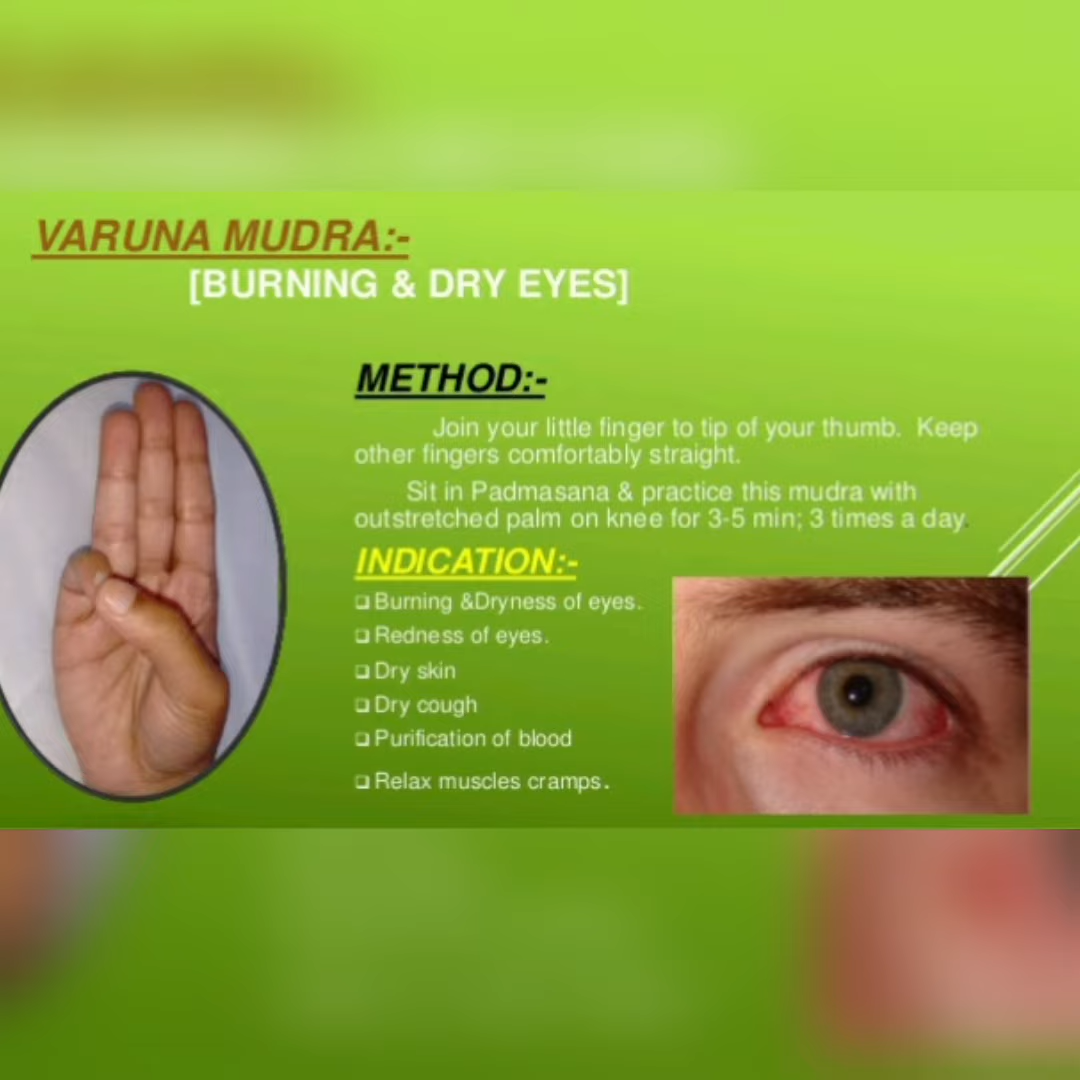 VARUNA MUDRA:-
[BURNING & DRY EYES]
METHOD:-
Join your little finger to tip of your thumb. Keep
other fingers comfortably straight.
Sit in Padmasana & practice this mudra with
outstretched palm on knee for 3-5 min; 3 times a day.
INDICATION:-
❑ Burning &Dryness of eyes.
❑ Redness of eyes.
❑ Dry skin
❑ Dry cough
❑ Purification of blood
❑ Relax muscles cramps.